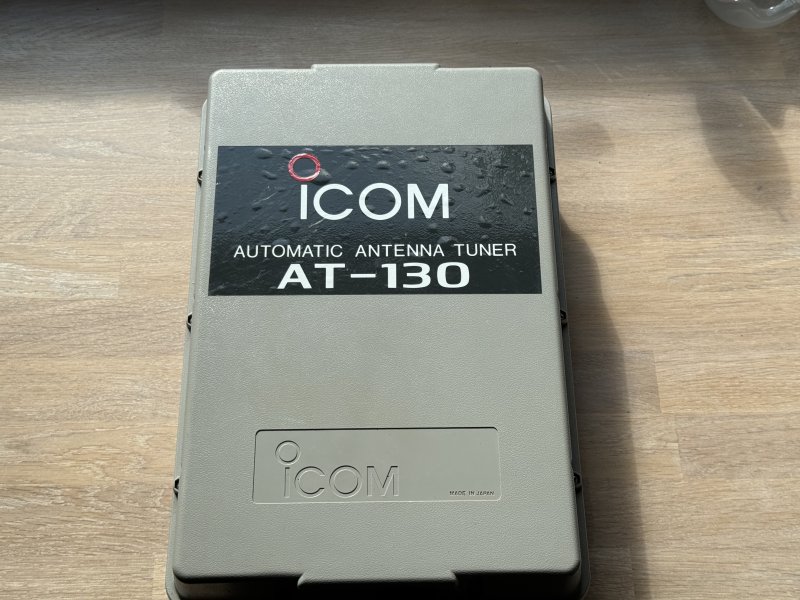 ICOM
AUTOMATIC ANTENNA TUNER
AT-130
ICOM
MADE IN JAPAN